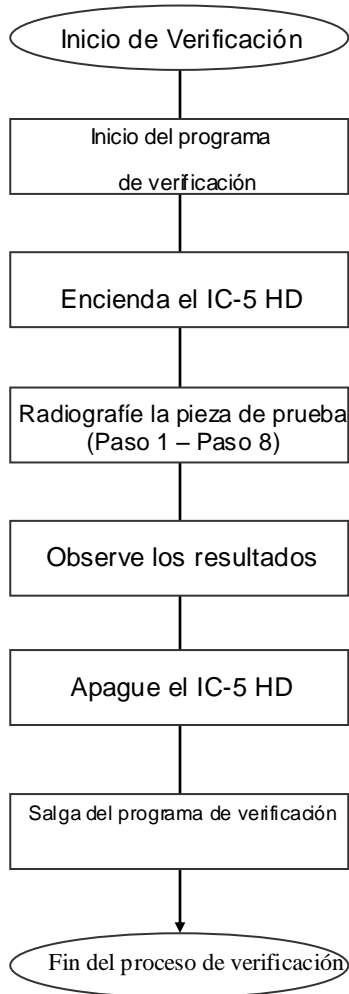 Inicio de Verificación
Inicio del programa
de verificación
Encienda el IC-5 HD
Radiografíe la pieza de prueba
(Paso 1 – Paso 8)
Observe los resultados
Apague el IC-5 HD
Salga del programa de verificación
Fin del proceso de verificación